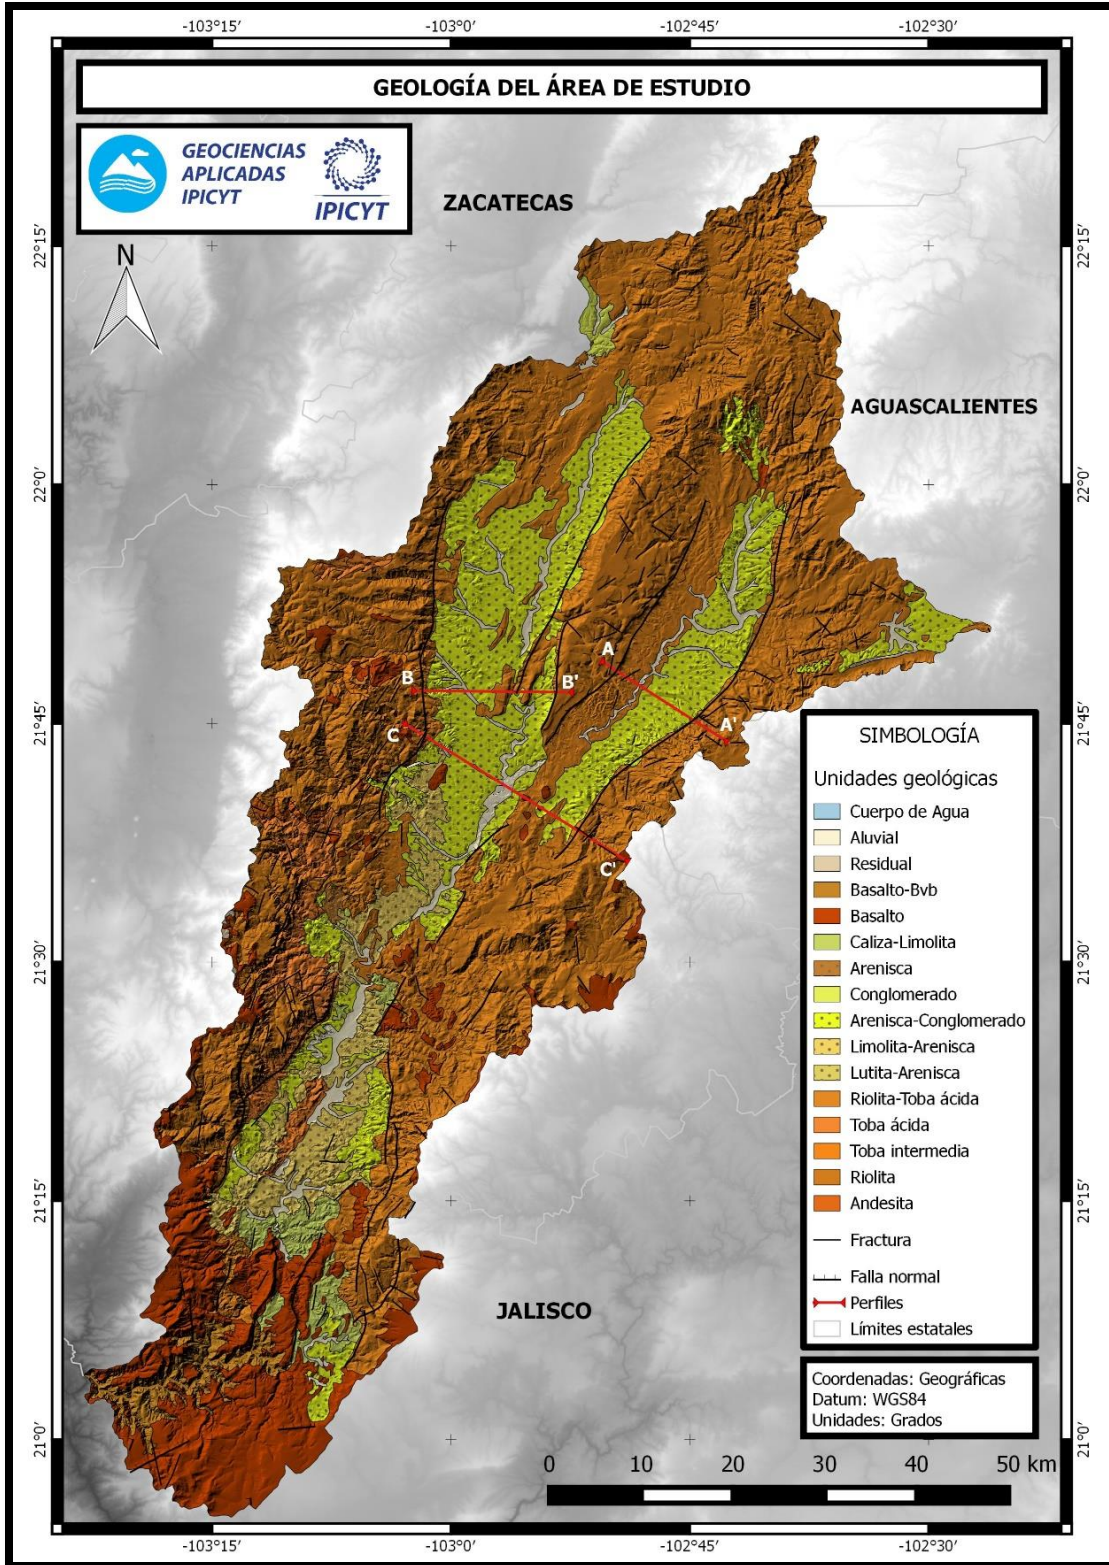 -103°15′ -103°0′ -102°45′ -102°30′
GEOLOGÍA DEL ÁREA DE ESTUDIO
GEOCIENCIAS
APLICADAS
IPICYT
IPICYT
ZACATECAS
N
22°15′ 22°15′
AGUASCALIENTES
22°0′ 22°0′
A
B B'
A'
C
21°45′ 21°45′
C'
SIMBOLOGÍA
Unidades geológicas
Cuerpo de Agua
Aluvial
Residual
Basalto-Bvb
Basalto
Caliza-Limolita
Arenisca
Conglomerado
Arenisca-Conglomerado
Limolita-Arenisca
Lutita-Arenisca
Riolita-Toba ácida
Toba ácida
Toba intermedia
Riolita
Andesita
Fractura
Falla normal
Perfiles
Límites estatales
21°30′ 21°30′
21°15′ 21°15′
JALISCO
Coordenadas: Geográficas
Datum: WGS84
Unidades: Grados
21°0′ 21°0′
0 10 20 30 40 50 km
-103°15′ -103°0′ -102°45′ -102°30′